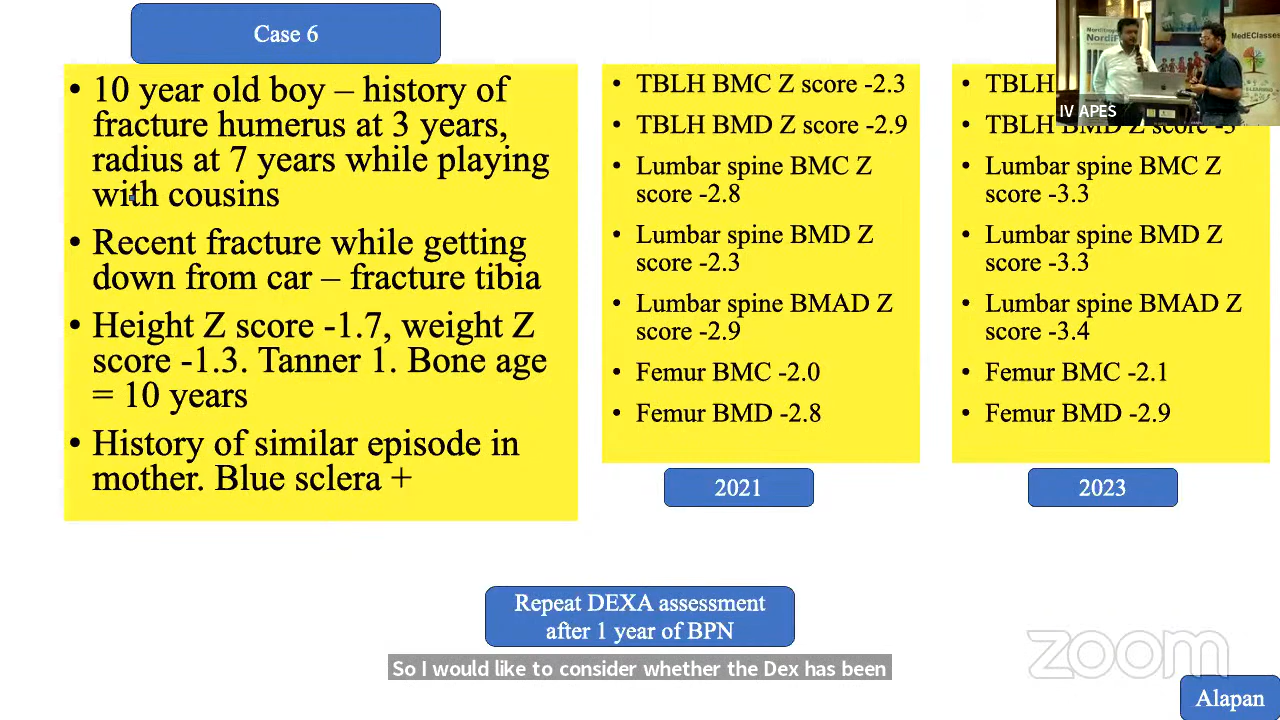 Case 6
• 10 year old boy – history of
fracture humerus at 3 years,
radius at 7 years while playing
with cousins
• Recent fracture while getting
down from car – fracture tibia
• Height Z score -1.7, weight Z
score -1.3. Tanner 1. Bone age
= 10 years
• History of similar episode in
mother. Blue sclera +
• TBLH BMC Z score -2.3
• TBLH BMD Z score -2.9
• Lumbar spine BMC Z
score -2.8
• Lumbar spine BMD Z
score -2.3
• Lumbar spine BMAD Z
score -2.9
• Femur BMC -2.0
• Femur BMD -2.8
2021
• TBLH
• TBLH BMD Z score -3
• Lumbar spine BMC Z
score -3.3
• Lumbar spine BMD Z
score -3.3
• Lumbar spine BMAD Z
score -3.4
• Femur BMC -2.1
• Femur BMD -2.9
2023
MedEClasses
IV APES
Repeat DEXA assessment
after 1 year of BPN
So I would like to consider whether the Dex has been
zoom
Alapan